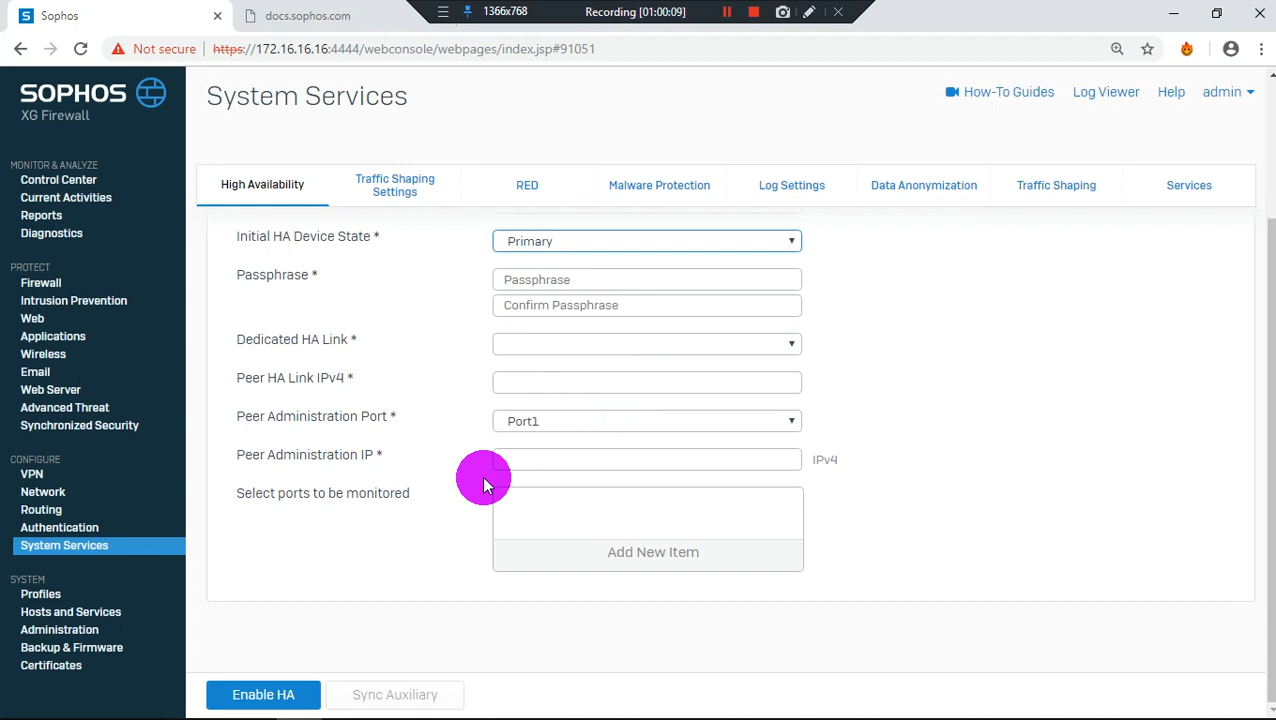 Sophos
docs.sophos.com
1366x768
Recording [01:00:09]
Not secure
https://172.16.16.16:4444/webconsole/webpages/index.jsp#91051
SOPHOS
XG Firewall
System Services
How-To Guides
Log Viewer
Help
admin
MONITOR & ANALYZE
Control Center
Current Activities
Reports
Diagnostics
PROTECT
Firewall
Intrusion Prevention
Web
Applications
Wireless
Email
Web Server
Advanced Threat
Synchronized Security
CONFIGURE
VPN
Network
Routing
Authentication
System Services
SYSTEM
Profiles
Hosts and Services
Administration
Backup & Firmware
Certificates
High Availability
Traffic Shaping
Settings
RED
Malware Protection
Log Settings
Data Anonymization
Traffic Shaping
Services
Initial HA Device State *
Primary
Passphrase *
Passphrase
Confirm Passphrase
Dedicated HA Link *
Peer HA Link IPv4 *
Peer Administration Port *
Port1
Peer Administration IP *
IPv4
Select ports to be monitored
Add New Item
Enable HA
Sync Auxiliary